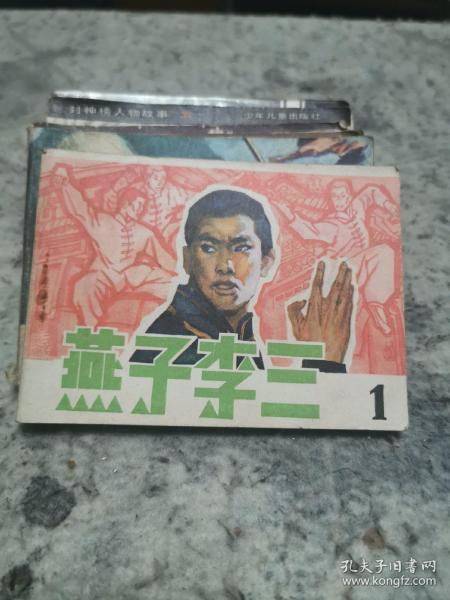 封神榜人物故事
少年儿童出版社
燕子李三
1
孔夫子旧书网
www.kongfz.com